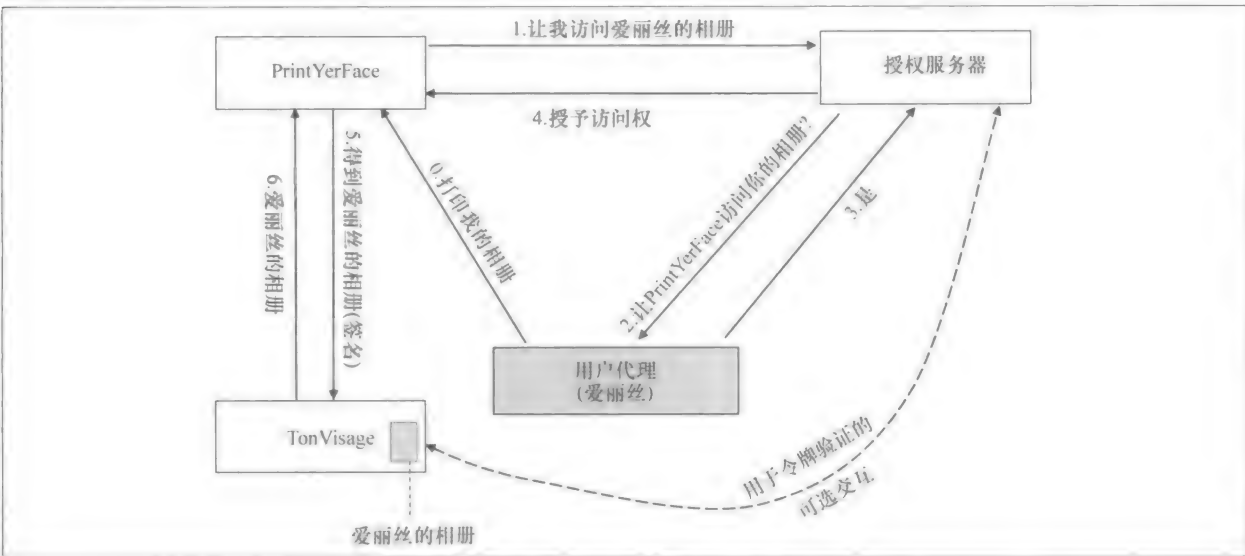 1.让我访问爱丽丝的相册
PrintYerFace
授权服务器
4.授予访问权
0.打印我的相册
2.让PrintYerFace访问你的相册?
3.是
5.得到爱丽丝的相册(签名)
6.爱丽丝的相册
用户代理
(爱丽丝)
TonVisage
用于令牌验证的
可选交互
爱丽丝的相册